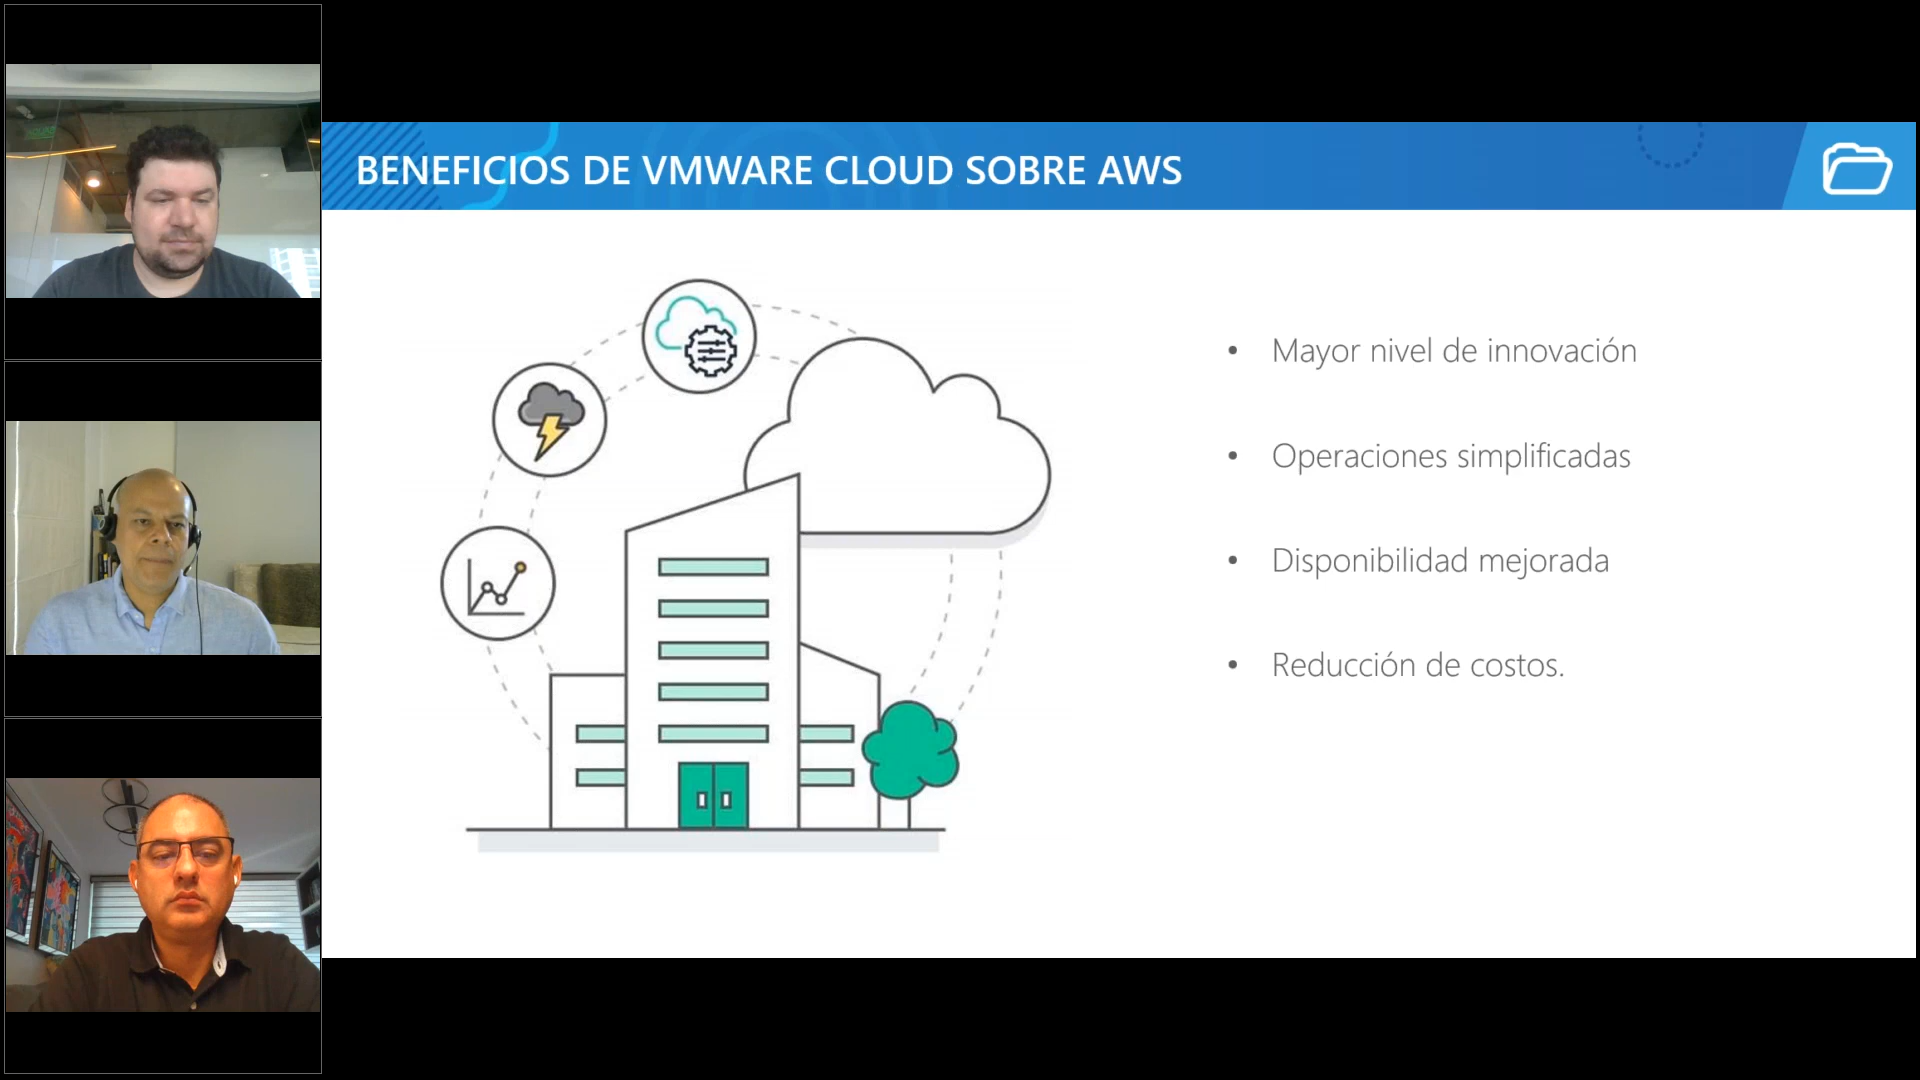 BENEFICIOS DE VMWARE CLOUD SOBRE AWS
• Mayor nivel de innovación
• Operaciones simplificadas
• Disponibilidad mejorada
• Reducción de costos.